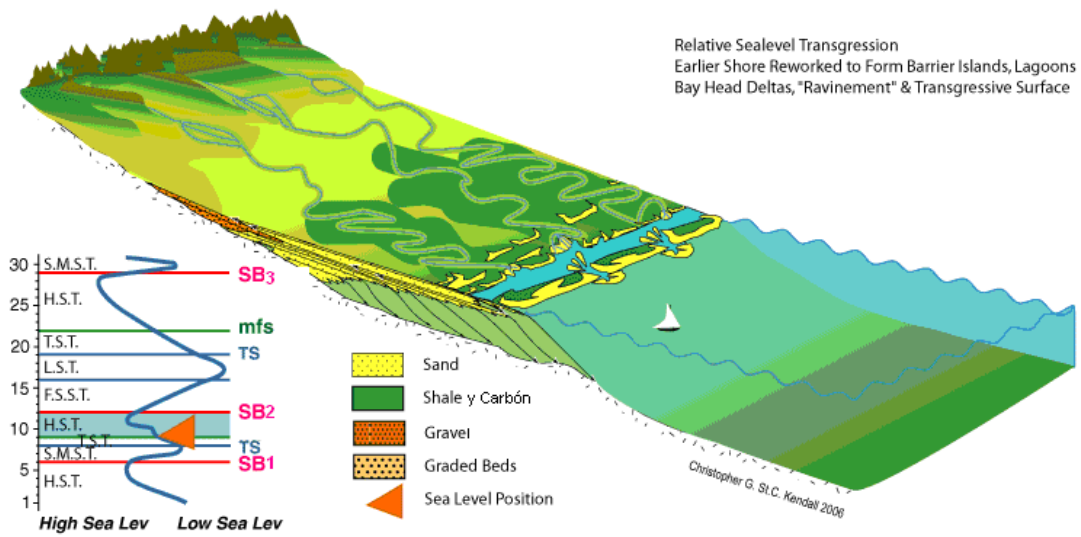 Relative Sealevel Transgression
Earlier Shore Reworked to Form Barrier Islands, Lagoons
Bay Head Deltas, "Ravinement" & Transgressive Surface
30
S.M.S.T.
SB3
25
H.S.T.
mfs
20
T.S.T.
TS
L.S.T.
15
F.S.S.T.
SB2
10
H.S.T.
T.S.T.
TS
S.M.S.T.
SB1
5
H.S.T.
1
High Sea Lev Low Sea Lev
Sand
Shale y Carbón
Gravel
Graded Beds
Sea Level Position
Christopher G. St.C. Kendall 2006